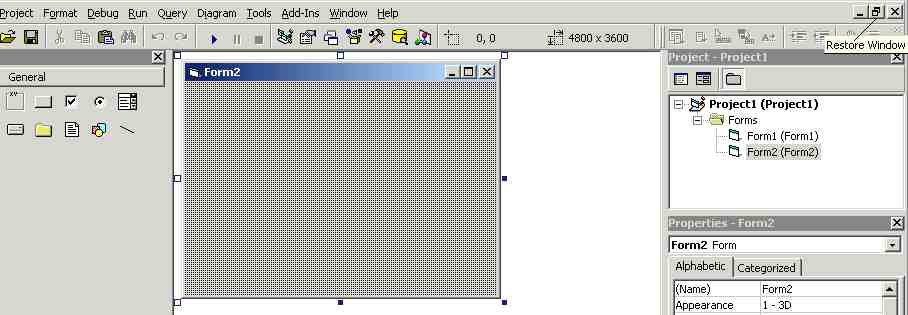 Project Format Debug Run Query Diagram Tools Add-Ins Window Help
0, 0 4800 x 3600
Restore Window
General
Form2
Project - Project1
Project1 (Project1)
Forms
Form1 (Form1)
Form2 (Form2)
Properties - Form2
Form2 Form
Alphabetic Categorized
(Name) Form2
Appearance 1 - 3D